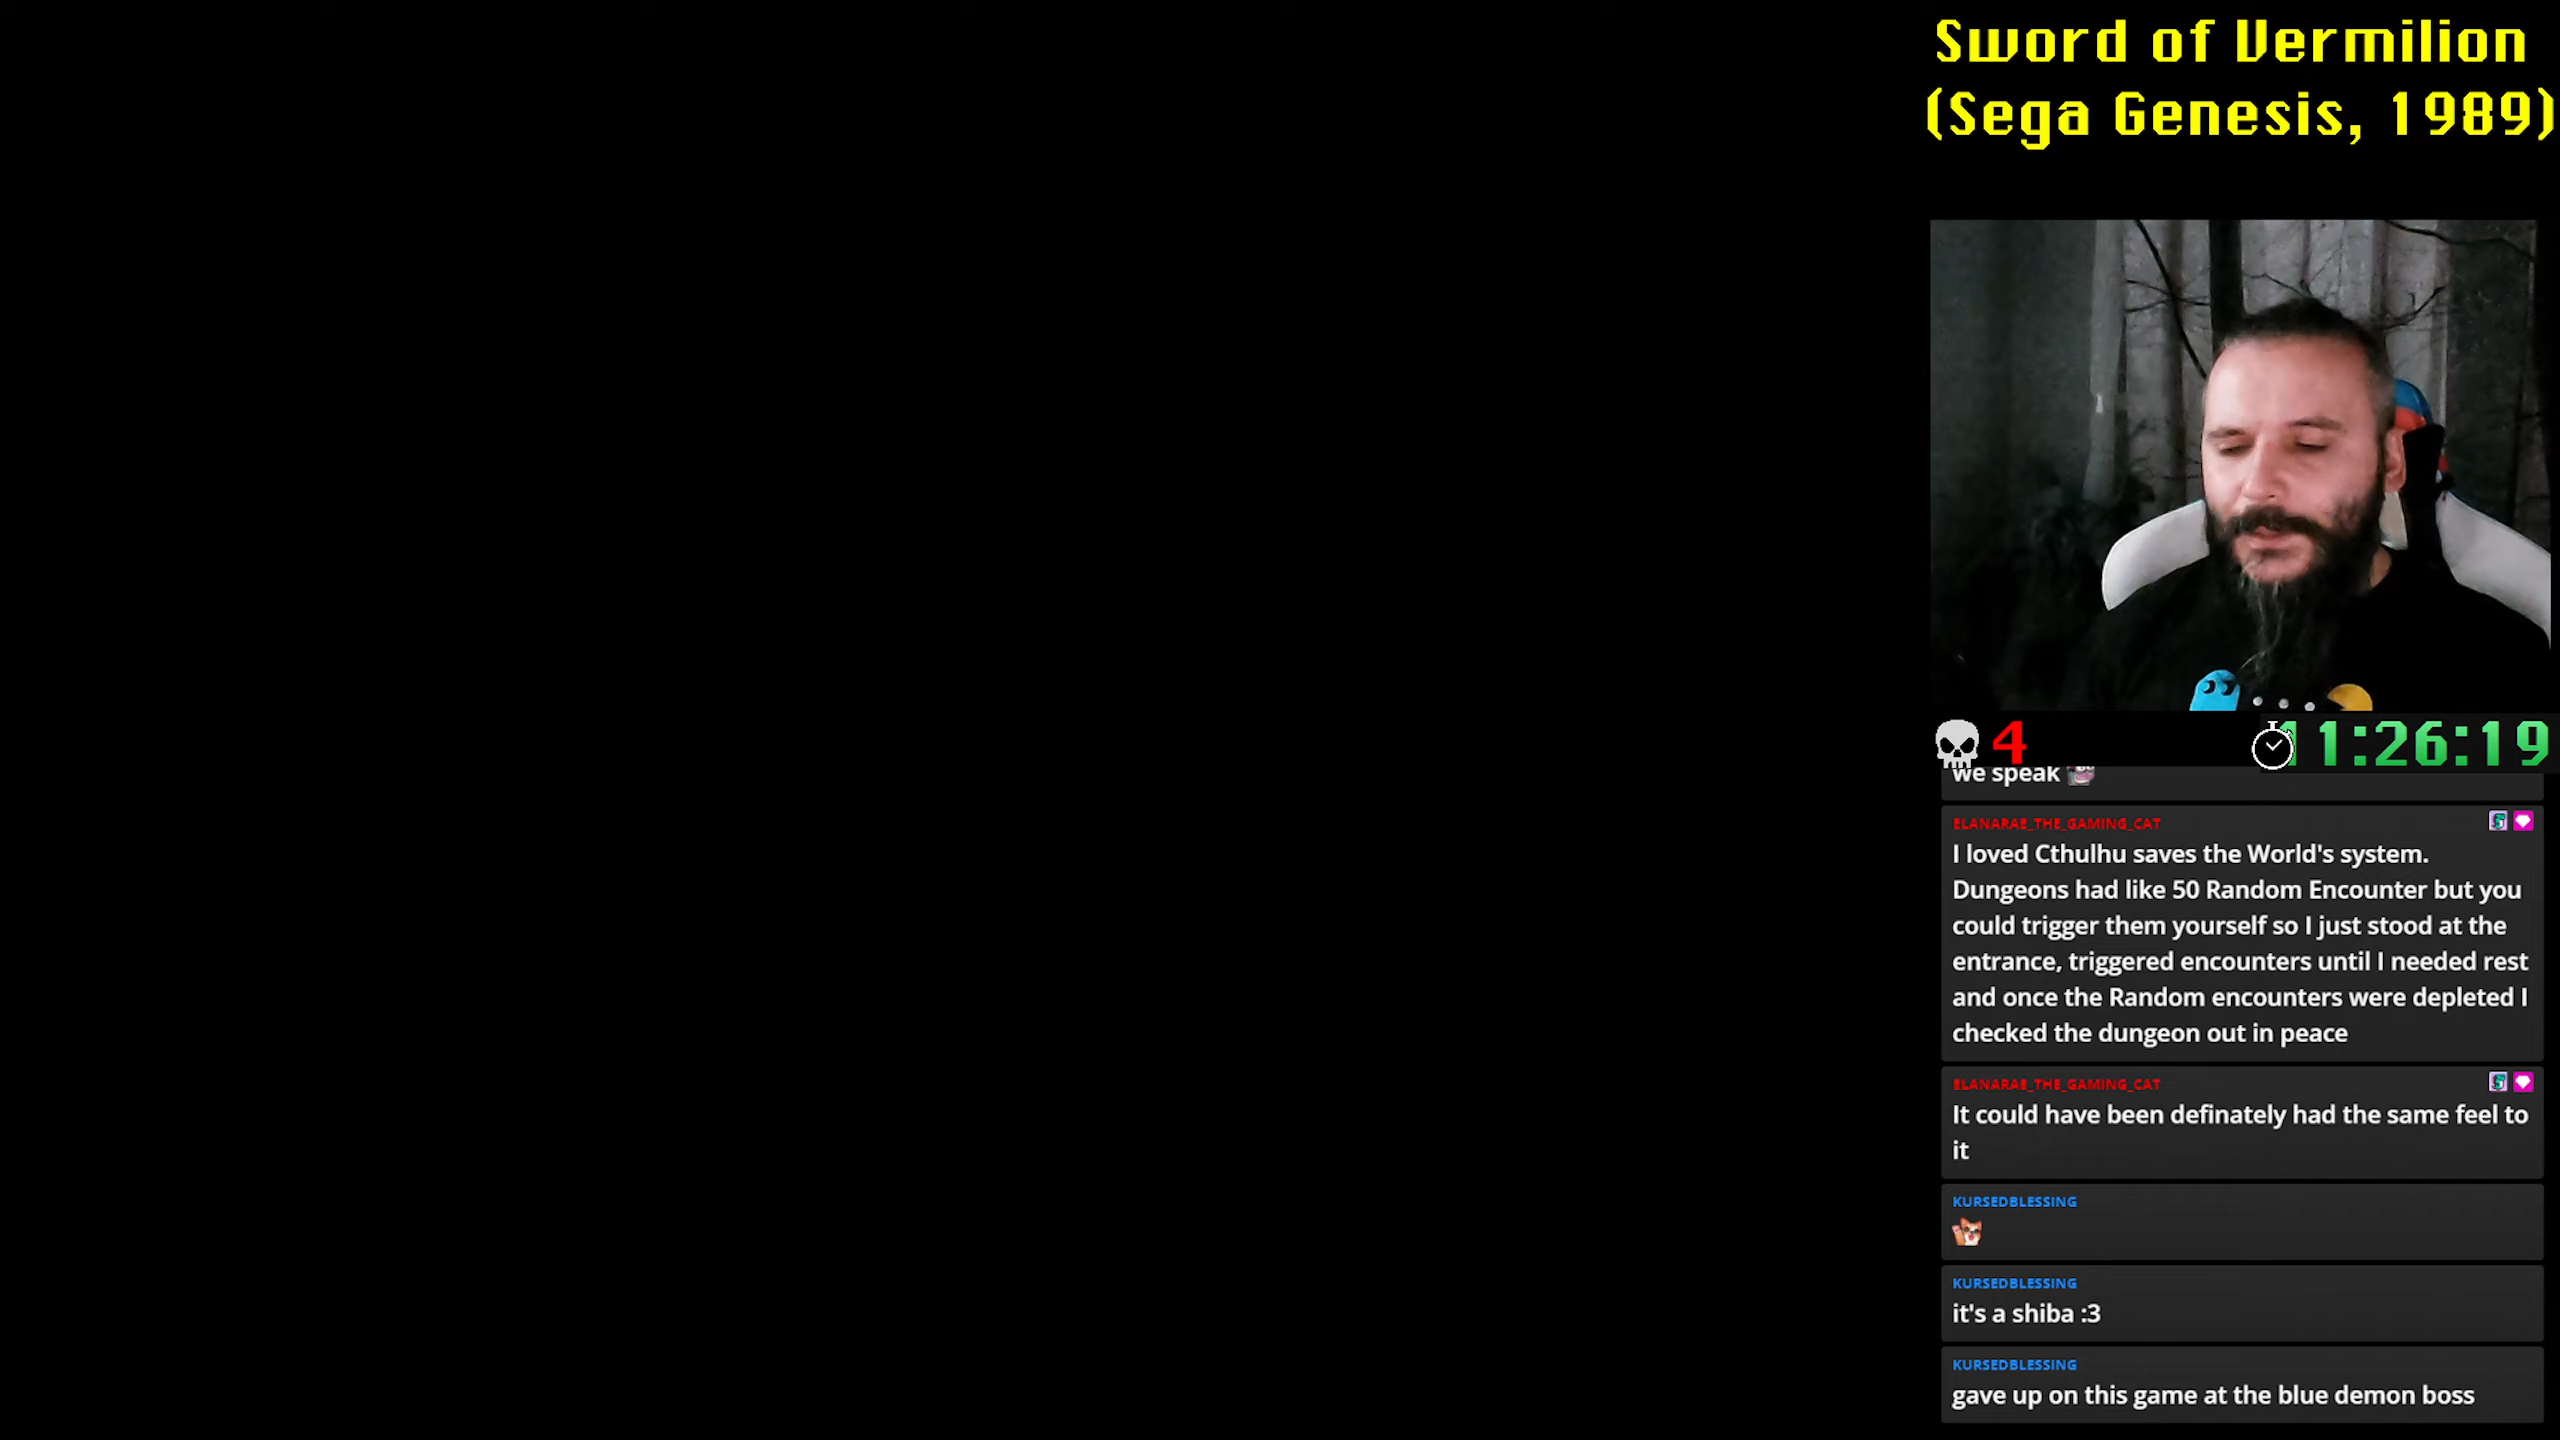 Sword of Vermilion
(Sega Genesis, 1989)
4
11:26:19
we speak
ELANARAE_THE_GAMING_CAT
I loved Cthulhu saves the World's system.
Dungeons had like 50 Random Encounter but you
could trigger them yourself so I just stood at the
entrance, triggered encounters until I needed rest
and once the Random encounters were depleted I
checked the dungeon out in peace
ELANARAE_THE_GAMING_CAT
It could have been definately had the same feel to
it
KURSEDBLESSING
KURSEDBLESSING
it's a shiba :3
KURSEDBLESSING
gave up on this game at the blue demon boss